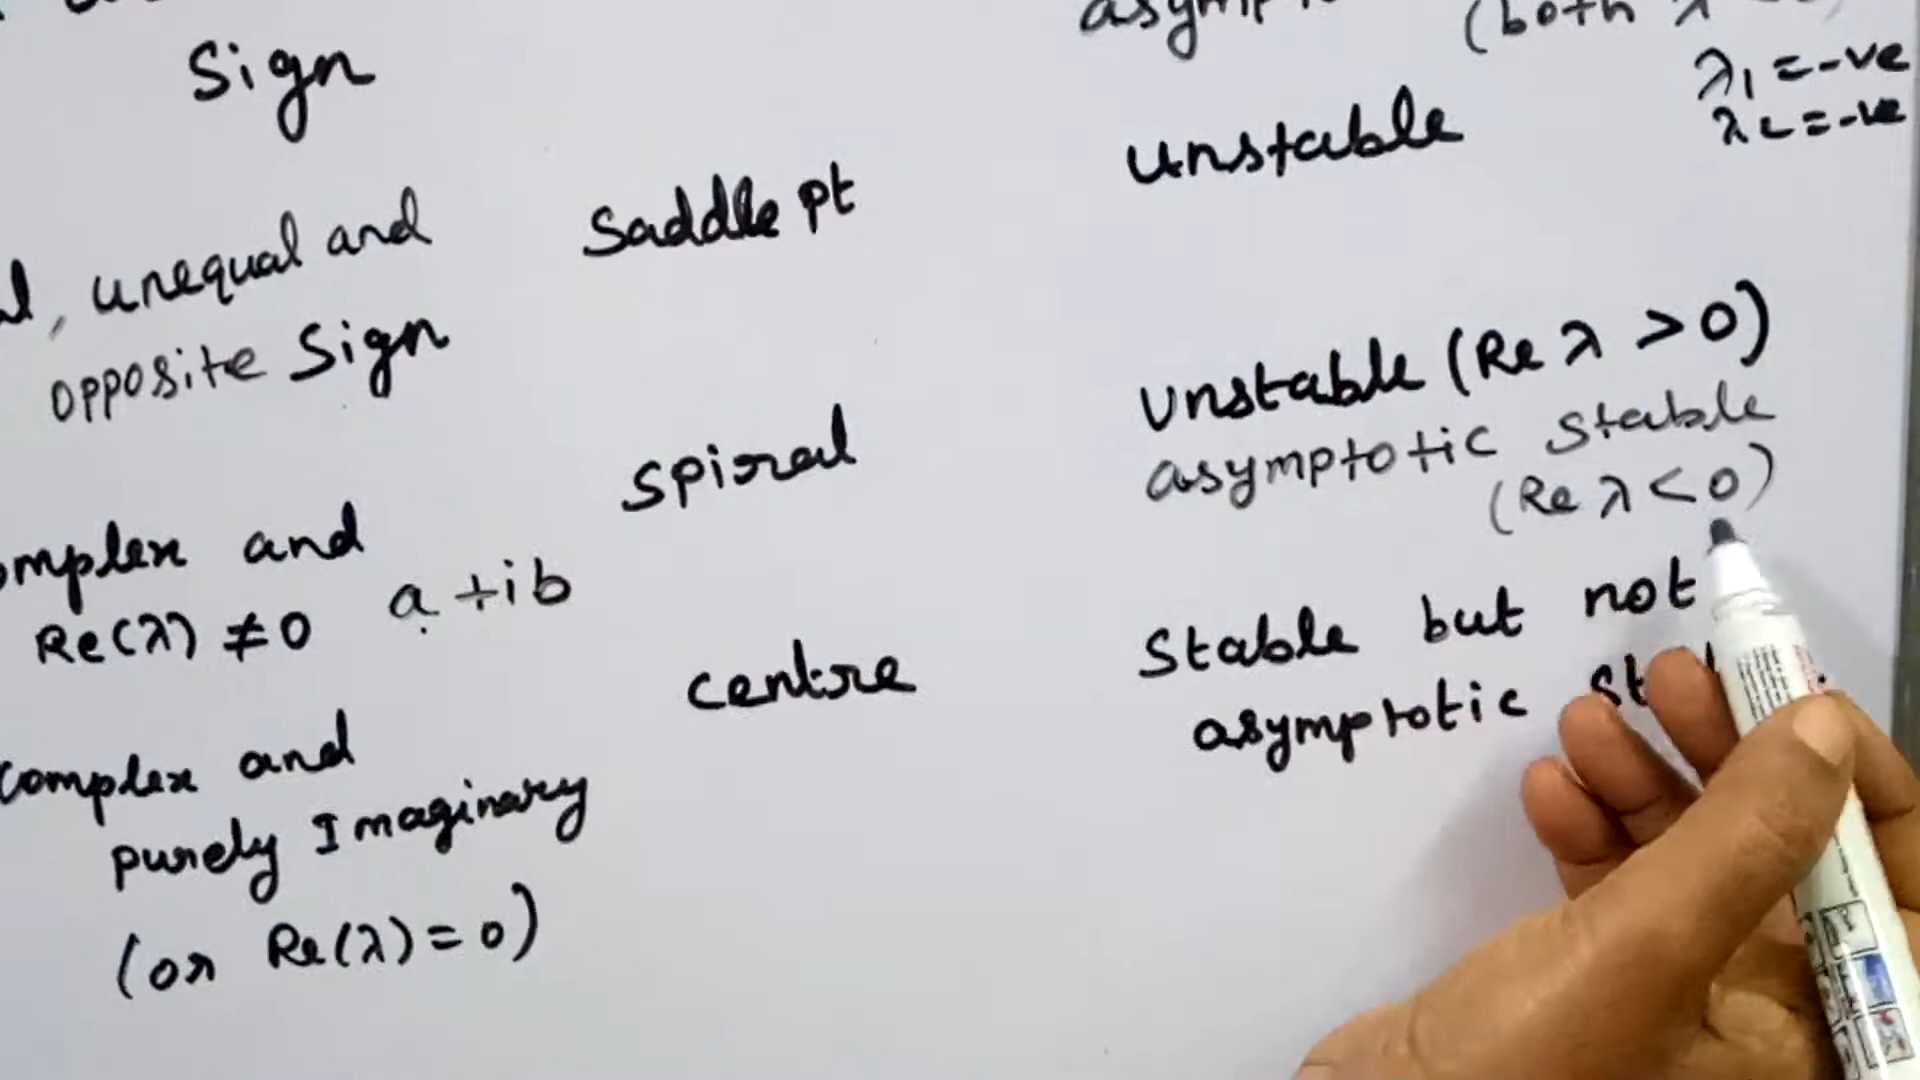 Sign
(both λ
λ1 = -ve
λ2 = -ve
unstable
, unequal and
opposite Sign
Saddle pt
Unstable (Re λ > 0)
asymptotic stable
(Re λ < 0)
spiral
and
Re(λ) ≠ 0
a + ib
Stable but not
asymptotic
centre
complex and
purely Imaginary
(or Re(λ) = 0)